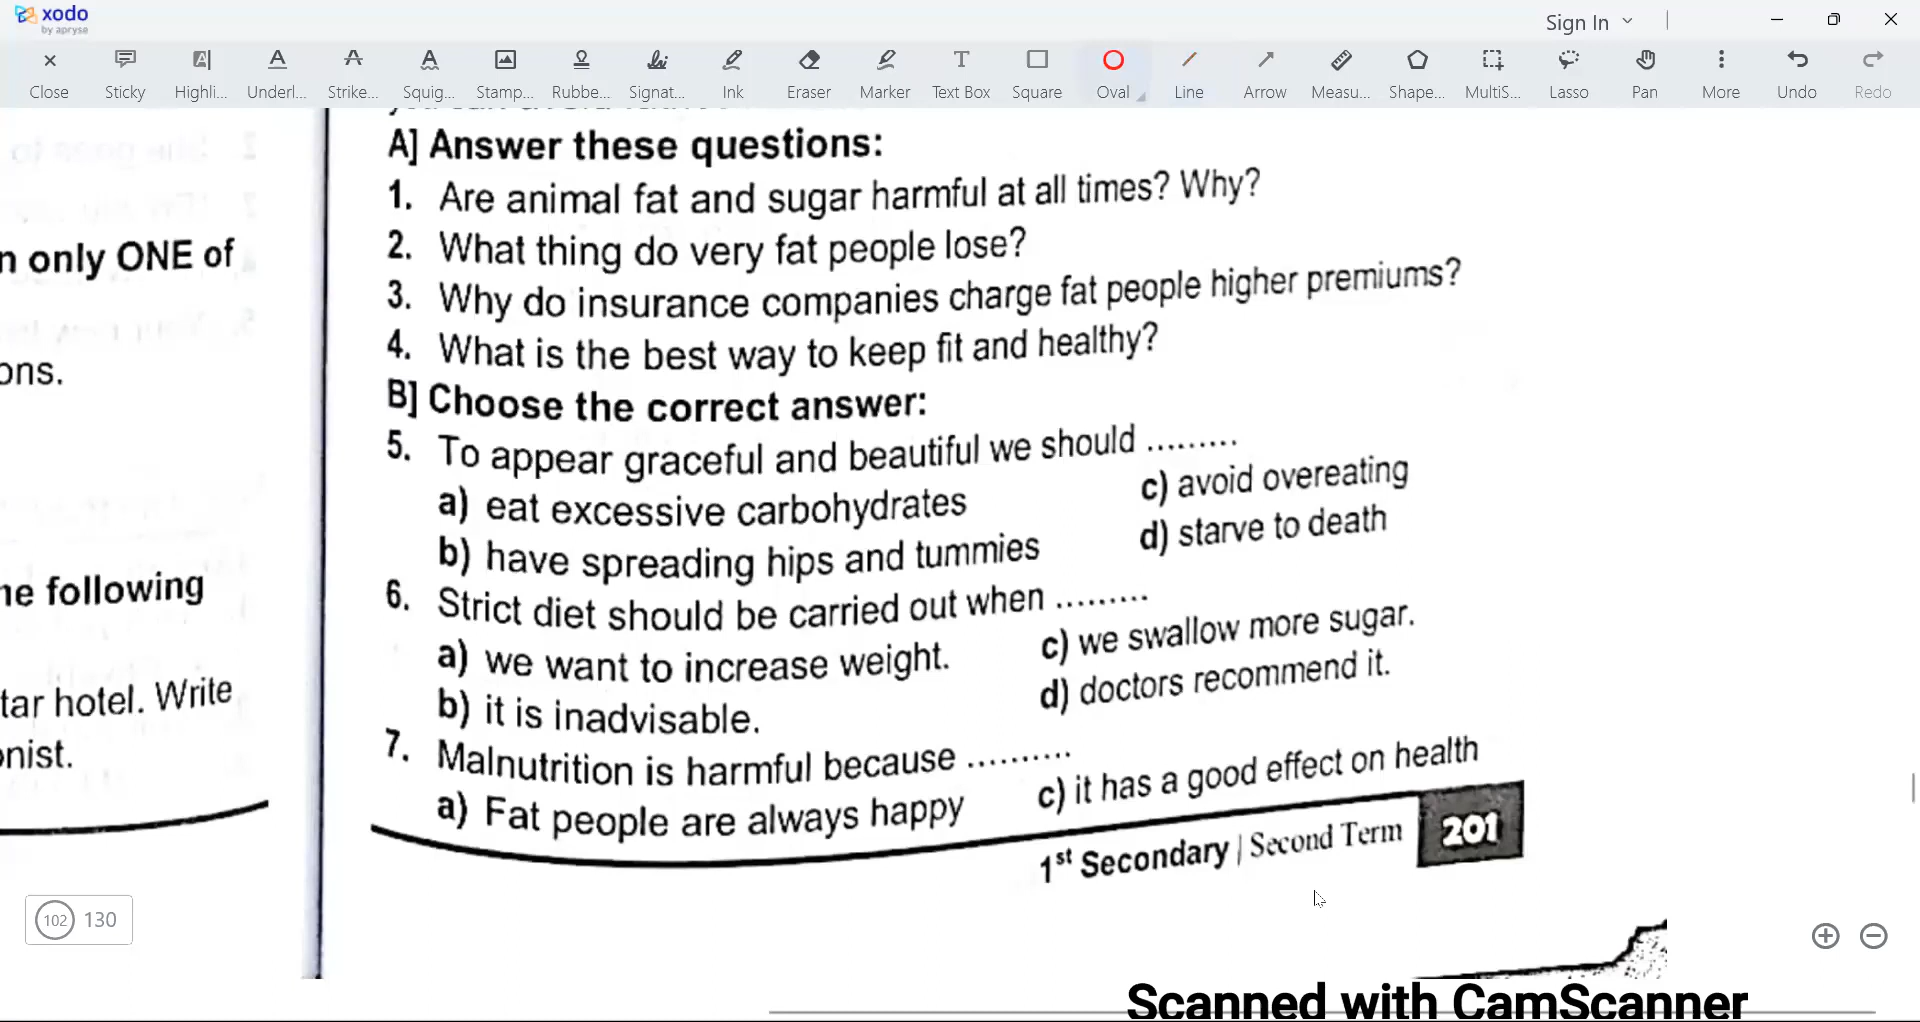 xodo
by apryse
Sign In
Close
Sticky
Highli...
Underl...
Strike...
Squig...
Stamp...
Rubbe...
Signat...
Ink
Eraser
Marker
Text Box
Square
Oval
Line
Arrow
Measu...
Shape...
MultiS...
Lasso
Pan
More
Undo
Redo
n only ONE of
ons.
he following
tar hotel. Write
onist.
A] Answer these questions:
1. Are animal fat and sugar harmful at all times? Why?
2. What thing do very fat people lose?
3. Why do insurance companies charge fat people higher premiums?
4. What is the best way to keep fit and healthy?
B] Choose the correct answer:
5. To appear graceful and beautiful we should .........
a) eat excessive carbohydrates c) avoid overeating
b) have spreading hips and tummies d) starve to death
6. Strict diet should be carried out when .........
a) we want to increase weight. c) we swallow more sugar.
b) it is inadvisable. d) doctors recommend it.
7. Malnutrition is harmful because ..........
a) Fat people are always happy c) it has a good effect on health
1st Secondary | Second Term 201
102 130
Scanned with CamScanner